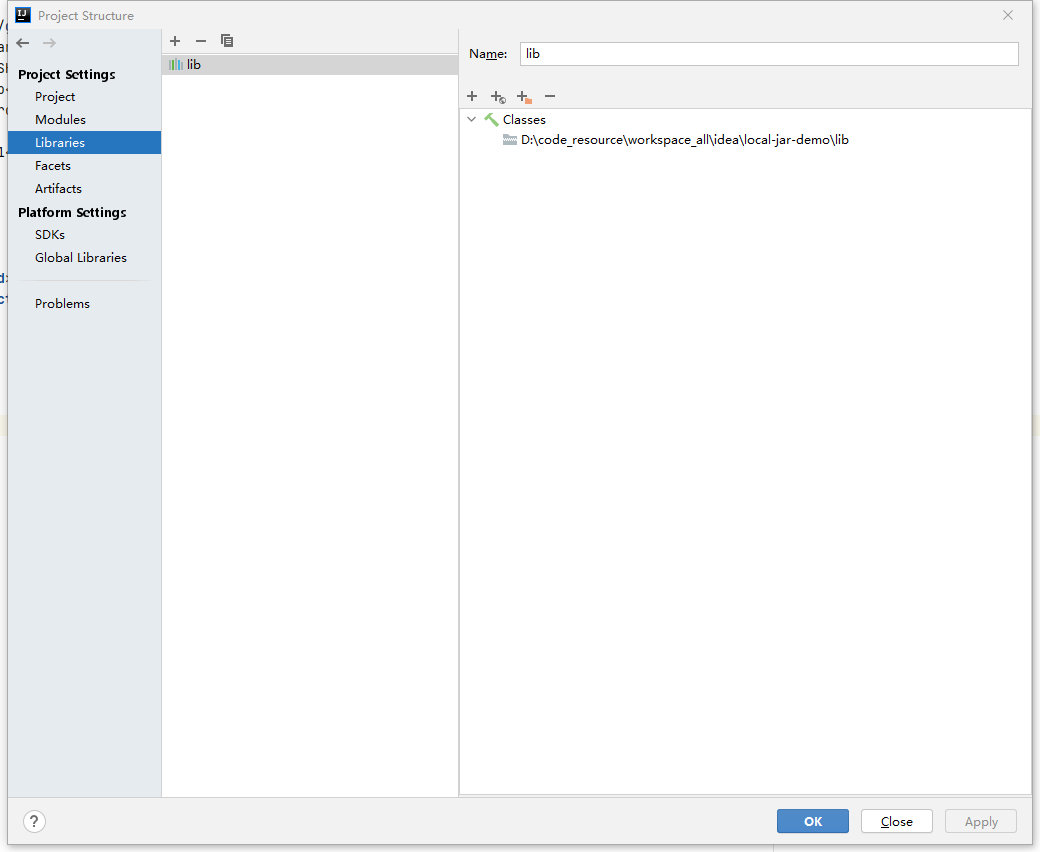 Project Structure
Project Settings
Project
Modules
Libraries
Facets
Artifacts
Platform Settings
SDKs
Global Libraries
Problems
lib
Name: lib
Classes
D:\code_resource\workspace_all\idea\local-jar-demo\lib
?
OK
Close
Apply